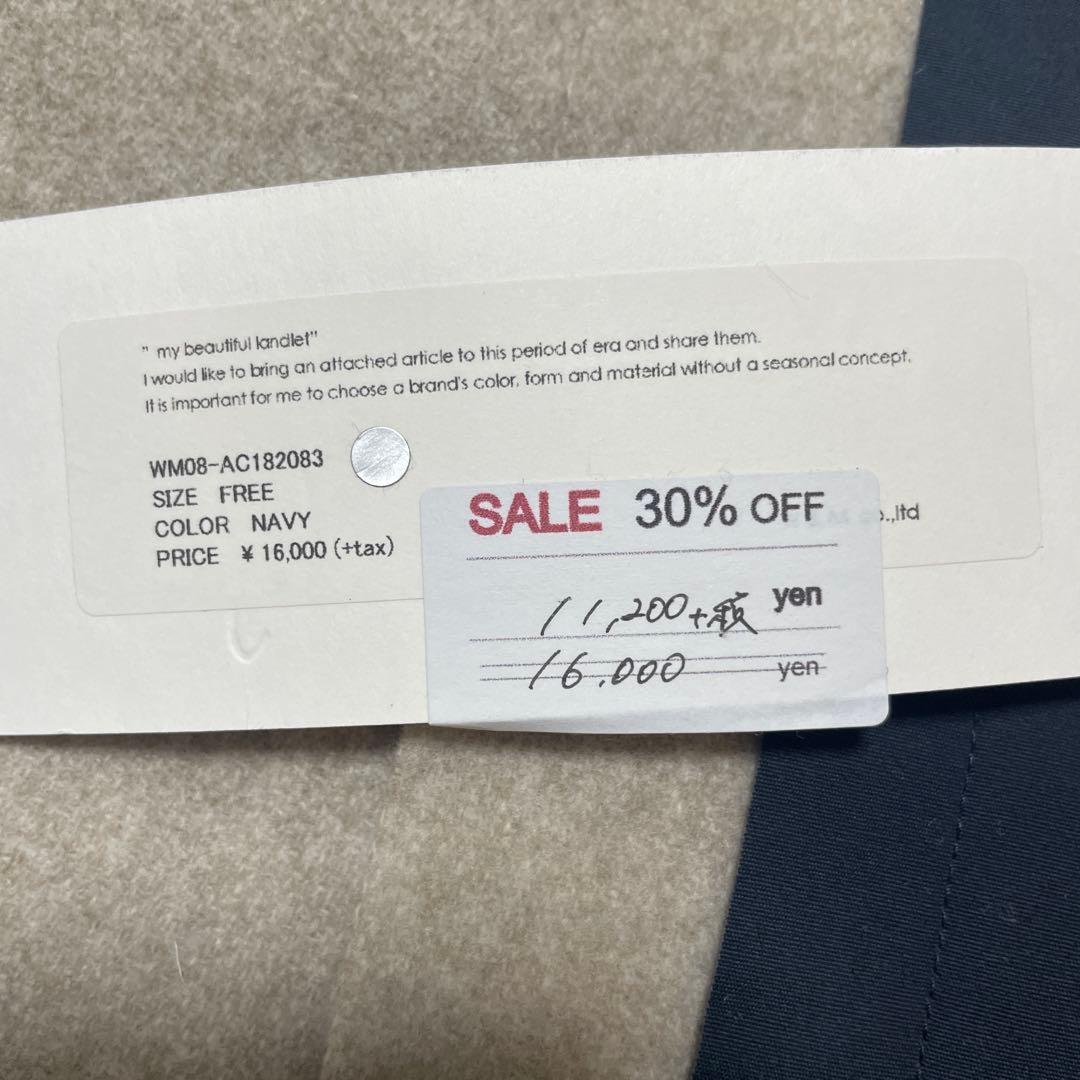 " my beautiful landlet"
I would like to bring an attached article to this period of era and share them.
It is important for me to choose a brand's color, form and material without a seasonal concept.
WM08-AC182083
SIZE FREE
COLOR NAVY
PRICE ¥16,000 (+tax)
.,ltd
SALE 30% OFF
11,200+税 yen
16,000 yen